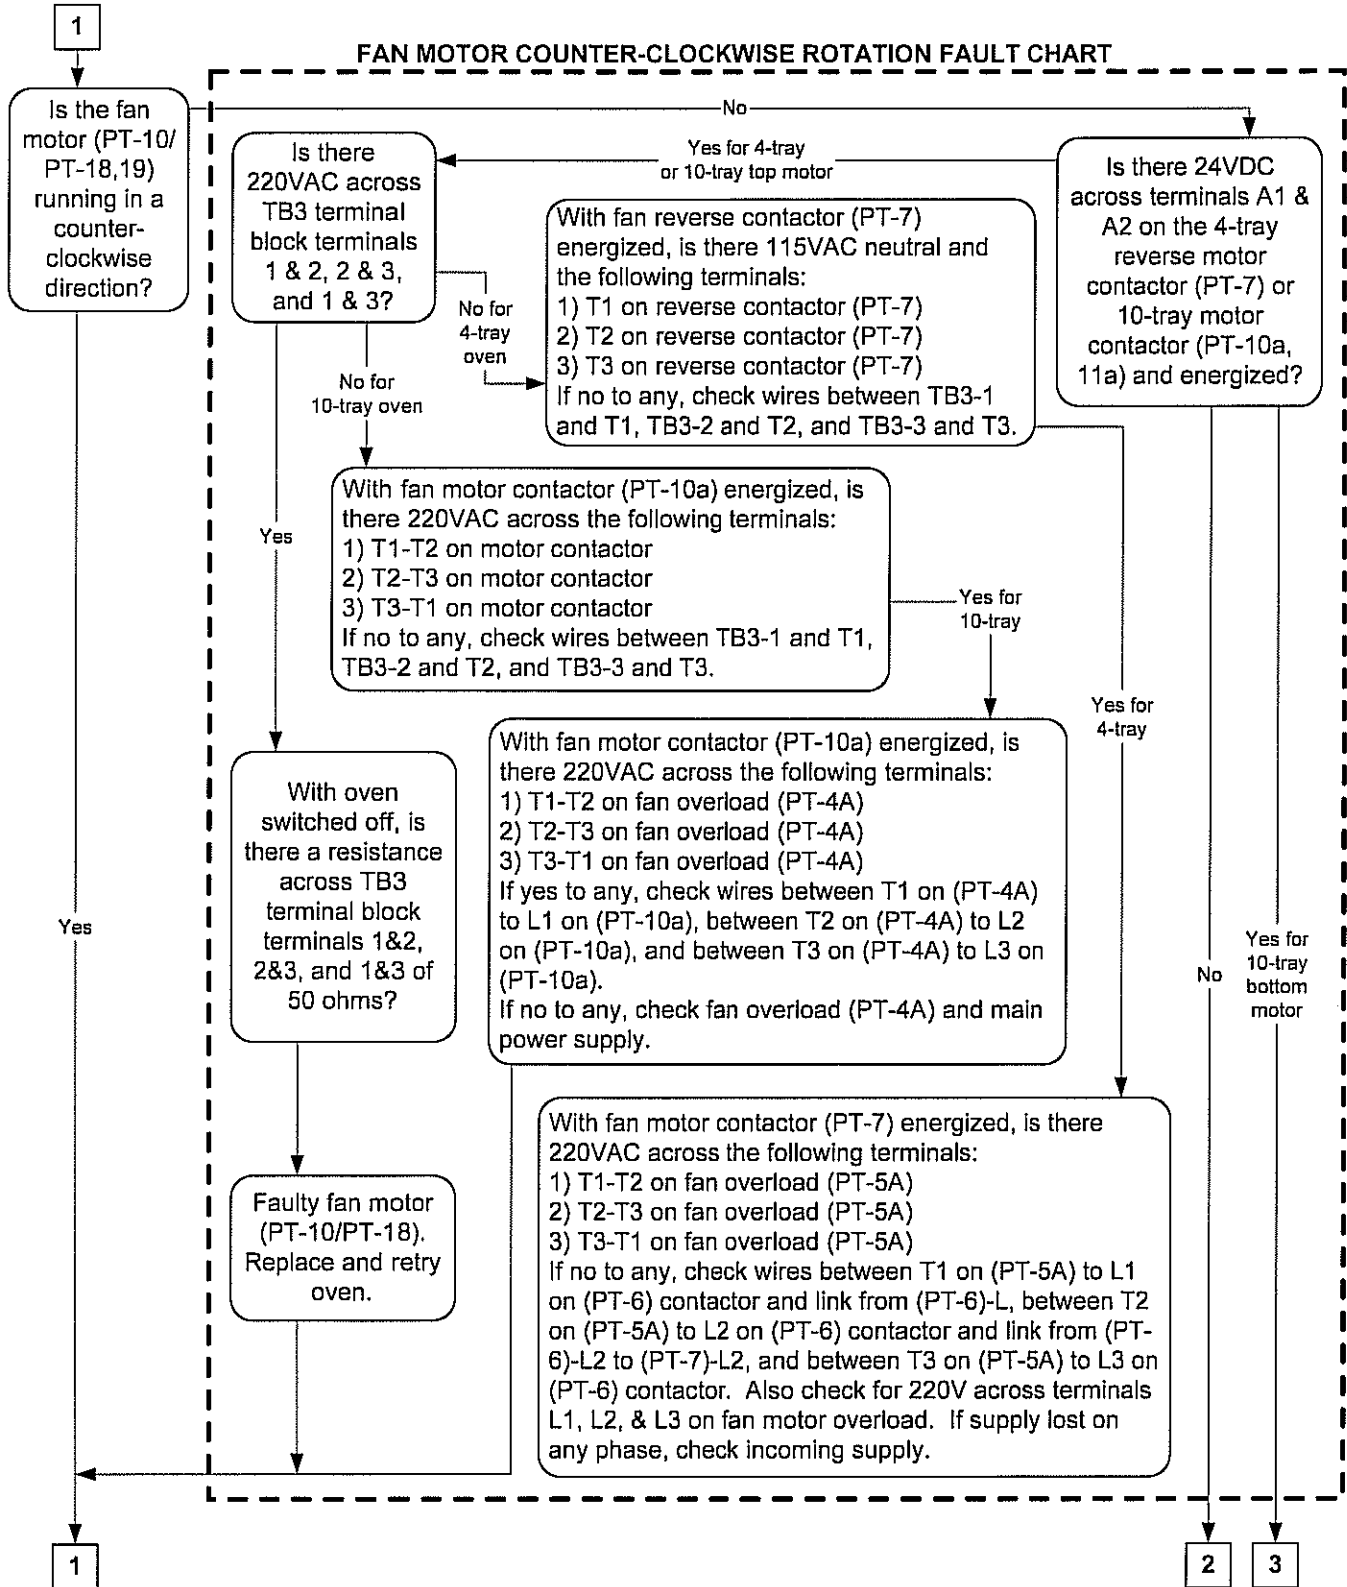 1
FAN MOTOR COUNTER-CLOCKWISE ROTATION FAULT CHART
Is the fan
motor (PT-10/
PT-18,19)
running in a
counter-
clockwise
direction?
No
Is there
220VAC across
TB3 terminal
block terminals
1 & 2, 2 & 3,
and 1 & 3?
Yes for 4-tray
or 10-tray top motor
Is there 24VDC
across terminals A1 &
A2 on the 4-tray
reverse motor
contactor (PT-7) or
10-tray motor
contactor (PT-10a,
11a) and energized?
With fan reverse contactor (PT-7)
energized, is there 115VAC neutral and
the following terminals:
1) T1 on reverse contactor (PT-7)
2) T2 on reverse contactor (PT-7)
3) T3 on reverse contactor (PT-7)
If no to any, check wires between TB3-1
and T1, TB3-2 and T2, and TB3-3 and T3.
No for
4-tray
oven
No for
10-tray oven
Yes
With fan motor contactor (PT-10a) energized, is
there 220VAC across the following terminals:
1) T1-T2 on motor contactor
2) T2-T3 on motor contactor
3) T3-T1 on motor contactor
If no to any, check wires between TB3-1 and T1,
TB3-2 and T2, and TB3-3 and T3.
Yes for
10-tray
Yes for
4-tray
With oven
switched off, is
there a resistance
across TB3
terminal block
terminals 1&2,
2&3, and 1&3 of
50 ohms?
With fan motor contactor (PT-10a) energized, is
there 220VAC across the following terminals:
1) T1-T2 on fan overload (PT-4A)
2) T2-T3 on fan overload (PT-4A)
3) T3-T1 on fan overload (PT-4A)
If yes to any, check wires between T1 on (PT-4A)
to L1 on (PT-10a), between T2 on (PT-4A) to L2
on (PT-10a), and between T3 on (PT-4A) to L3 on
(PT-10a).
If no to any, check fan overload (PT-4A) and main
power supply.
Yes
No
Yes for
10-tray
bottom
motor
With fan motor contactor (PT-7) energized, is there
220VAC across the following terminals:
1) T1-T2 on fan overload (PT-5A)
2) T2-T3 on fan overload (PT-5A)
3) T3-T1 on fan overload (PT-5A)
If no to any, check wires between T1 on (PT-5A) to L1
on (PT-6) contactor and link from (PT-6)-L, between T2
on (PT-5A) to L2 on (PT-6) contactor and link from (PT-
6)-L2 to (PT-7)-L2, and between T3 on (PT-5A) to L3 on
(PT-6) contactor.  Also check for 220V across terminals
L1, L2, & L3 on fan motor overload.  If supply lost on
any phase, check incoming supply.
Faulty fan motor
(PT-10/PT-18).
Replace and retry
oven.
1
2
3